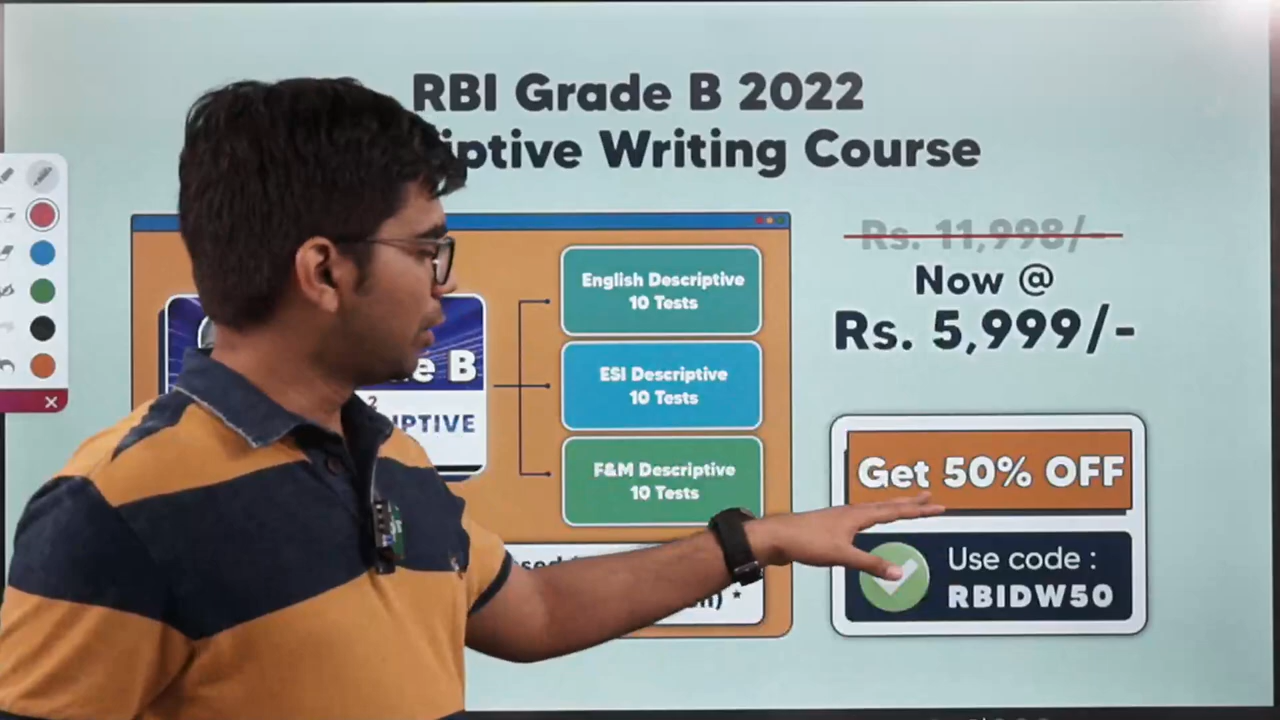 RBI Grade B 2022
iptive Writing Course
Rs. 11,998/-
Now @
Rs. 5,999/-
e B
2
IPTIVE
English Descriptive
10 Tests
ESI Descriptive
10 Tests
F&M Descriptive
10 Tests
Get 50% OFF
Use code :
RBIDW50